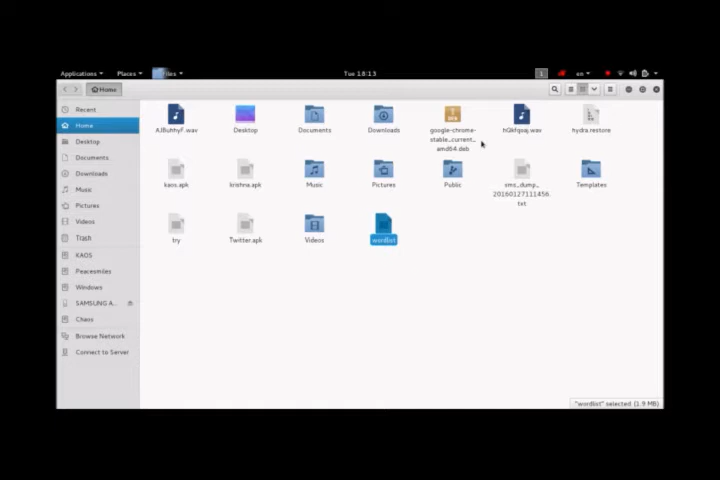 Applications Places Files Tue 18:13 1 en
Home
Recent
Home
Desktop
Documents
Downloads
Music
Pictures
Videos
Trash
KAOS
Peacesmiles
Windows
SAMSUNG A...
Chaos
Browse Network
Connect to Server
AJBuhhyF.wav
Desktop
Documents
Downloads
google-chrome-
stable_current_
amd64.deb
hQkfqsaj.wav
hydra.restore
kaos.apk
krishna.apk
Music
Pictures
Public
sms_dump_
20160127111456.
txt
Templates
try
Twitter.apk
Videos
wordlist
"wordlist" selected (1.9 MB)